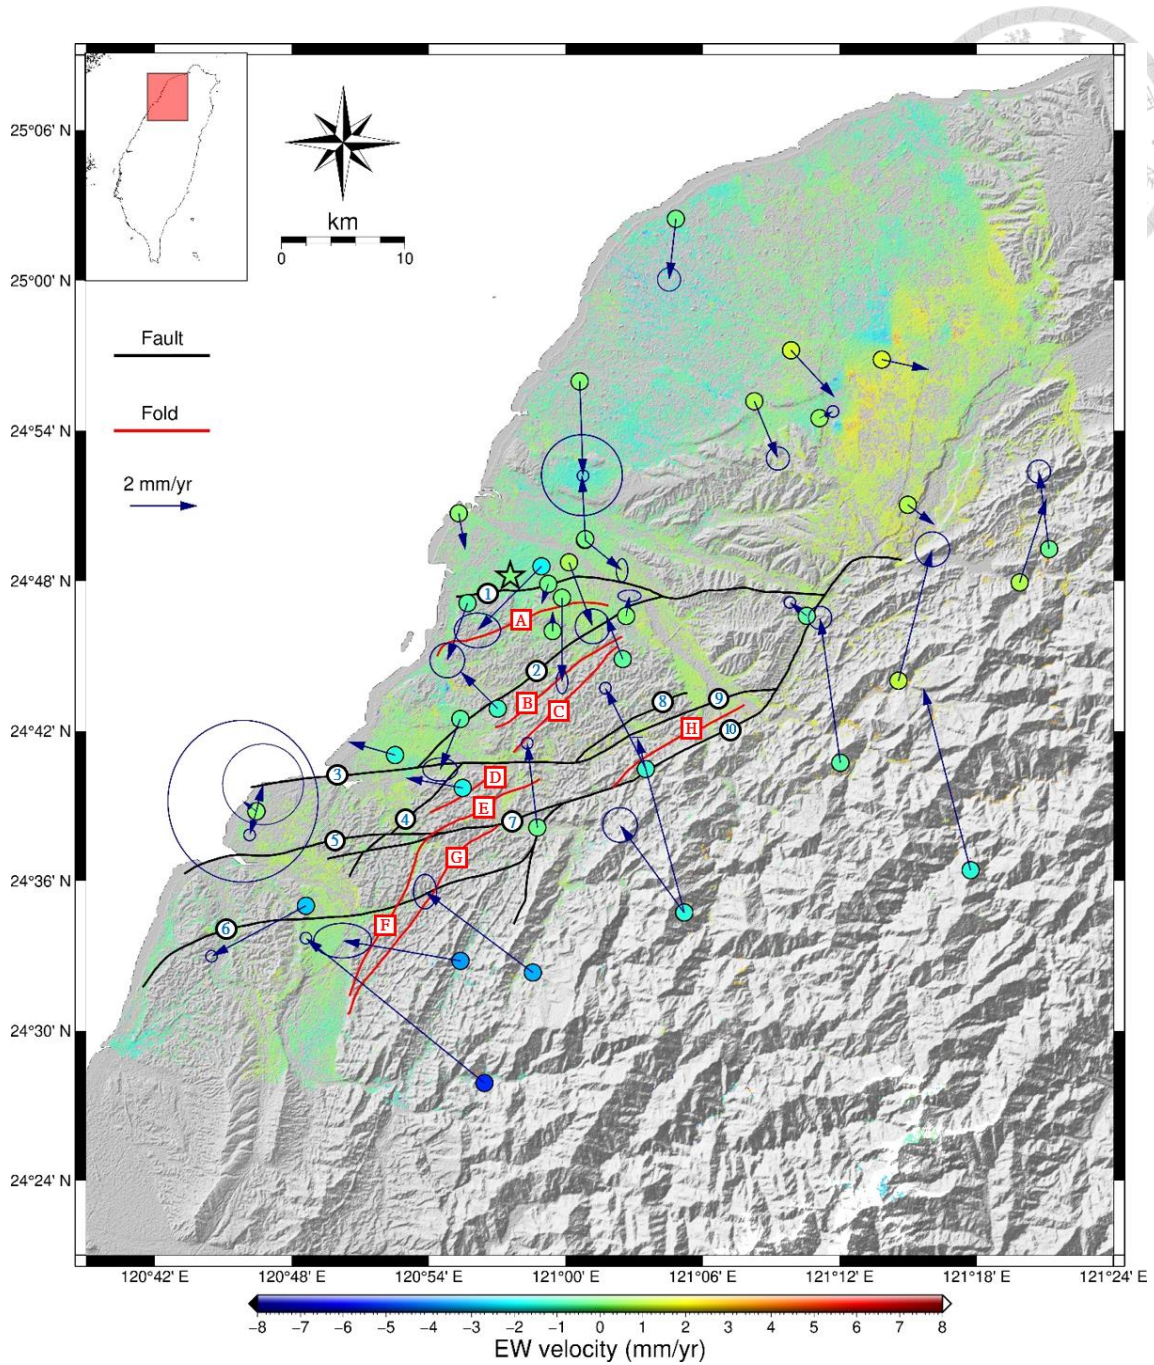 km
0 10
Fault
Fold
2 mm/yr
25°06' N
25°00' N
24°54' N
24°48' N
24°42' N
24°36' N
24°30' N
24°24' N
1
A
2
B
C
8
9
H
10
3
D
E
4
7
5
G
F
6
120°42' E 120°48' E 120°54' E 121°00' E 121°06' E 121°12' E 121°18' E 121°24' E
−8 −7 −6 −5 −4 −3 −2 −1 0 1 2 3 4 5 6 7 8
EW velocity (mm/yr)